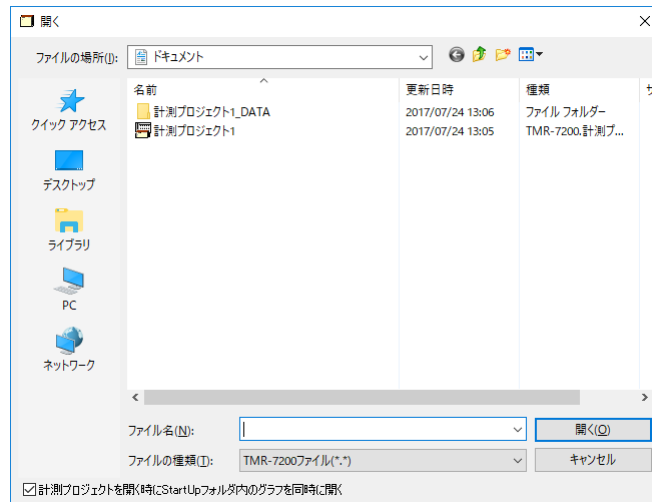 開く
ファイルの場所(I):
ドキュメント
名前
更新日時
種類
計測プロジェクト1_DATA
2017/07/24 13:06
ファイル フォルダー
計測プロジェクト1
2017/07/24 13:05
TMR-7200.計測プ...
クイック アクセス
デスクトップ
ライブラリ
PC
ネットワーク
ファイル名(N):
開く(O)
ファイルの種類(T):
TMR-7200ファイル(*.*)
キャンセル
計測プロジェクトを開く時にStartUpフォルダ内のグラフを同時に開く